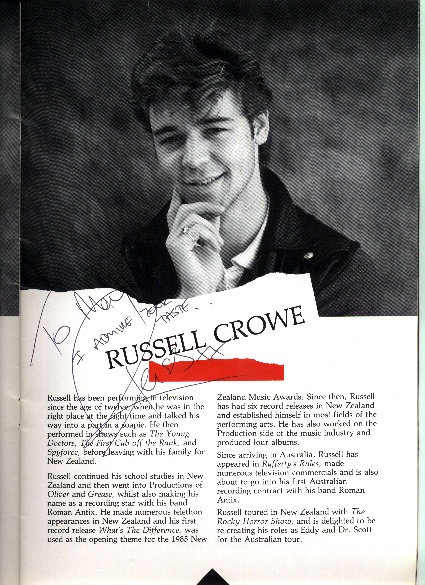 To
I ADMIRE YOUR
TASTE...
RUSSELL CROWE
Russell has been performing in television
since the age of twelve, when he was in the
right place at the right time and talked his
way into a part in a soapie. He then
performed in shows such as The Young
Doctors, The First Cab off the Rank, and
Spyforce, before leaving with his family for
New Zealand.
Russell continued his school studies in New
Zealand and then went into Productions of
Oliver and Grease, whilst also making his
name as a recording star with his band
Roman Antix. He made numerous telethon
appearances in New Zealand and his first
record release What's The Difference, was
used as the opening theme for the 1985 New
Zealand Music Awards. Since then, Russell
has had six record releases in New Zealand
and established himself in most fields of the
performing arts. He has also worked on the
Production side of the music industry and
produced four albums.
Since arriving in Australia, Russell has
appeared in Rafferty's Rules, made
numerous television commercials and is also
about to go into his first Australian
recording contract with his band Roman
Antix.
Russell toured in New Zealand with The
Rocky Horror Show, and is delighted to be
re-creating his roles as Eddy and Dr. Scott
for the Australian tour.